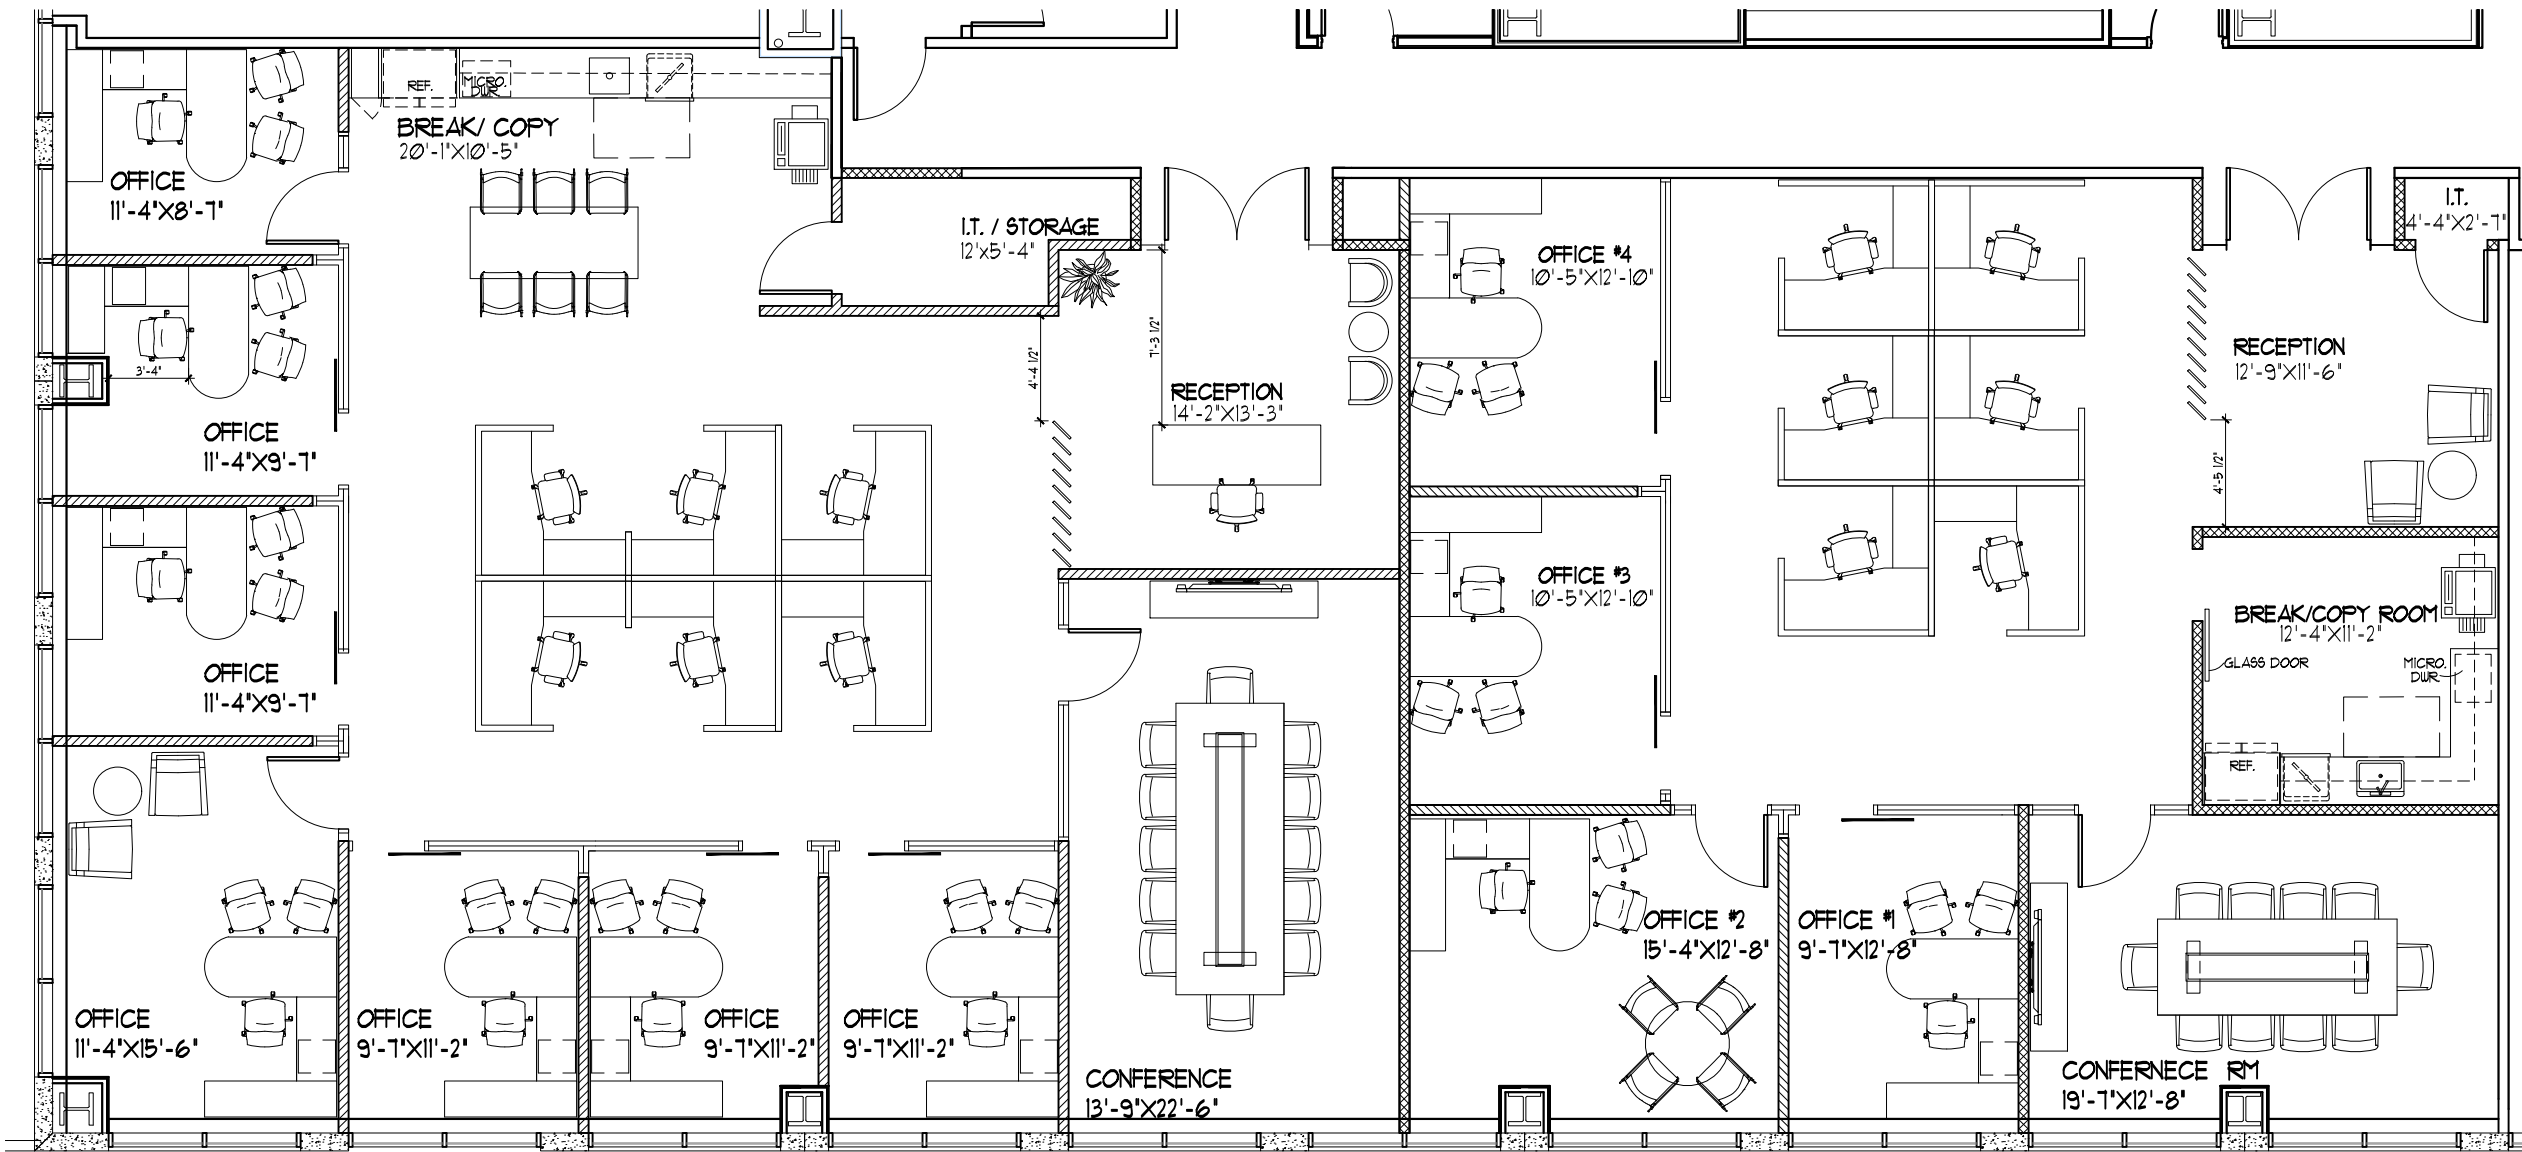 REF.
MICRO.
DWR.
BREAK/ COPY
20'-1"X10'-5"
OFFICE
11'-4"X8'-7"
I.T. / STORAGE
12'x5'-4"
I.T.
4'-4"X2'-7"
OFFICE #4
10'-5"X12'-10"
3'-4"
4'-4 1/2"
7'-3 1/2"
RECEPTION
14'-2"X13'-3"
RECEPTION
12'-9"X11'-6"
OFFICE
11'-4"X9'-7"
4'-5 1/2"
OFFICE #3
10'-5"X12'-10"
BREAK/COPY ROOM
12'-4"X11'-2"
GLASS DOOR
MICRO.
DWR.
OFFICE
11'-4"X9'-7"
REF.
OFFICE #2
15'-4"X12'-8"
OFFICE #1
9'-7"X12'-8"
OFFICE
11'-4"X15'-6"
OFFICE
9'-7"X11'-2"
OFFICE
9'-7"X11'-2"
OFFICE
9'-7"X11'-2"
CONFERENCE
13'-9"X22'-6"
CONFERNECE RM
19'-7"X12'-8"